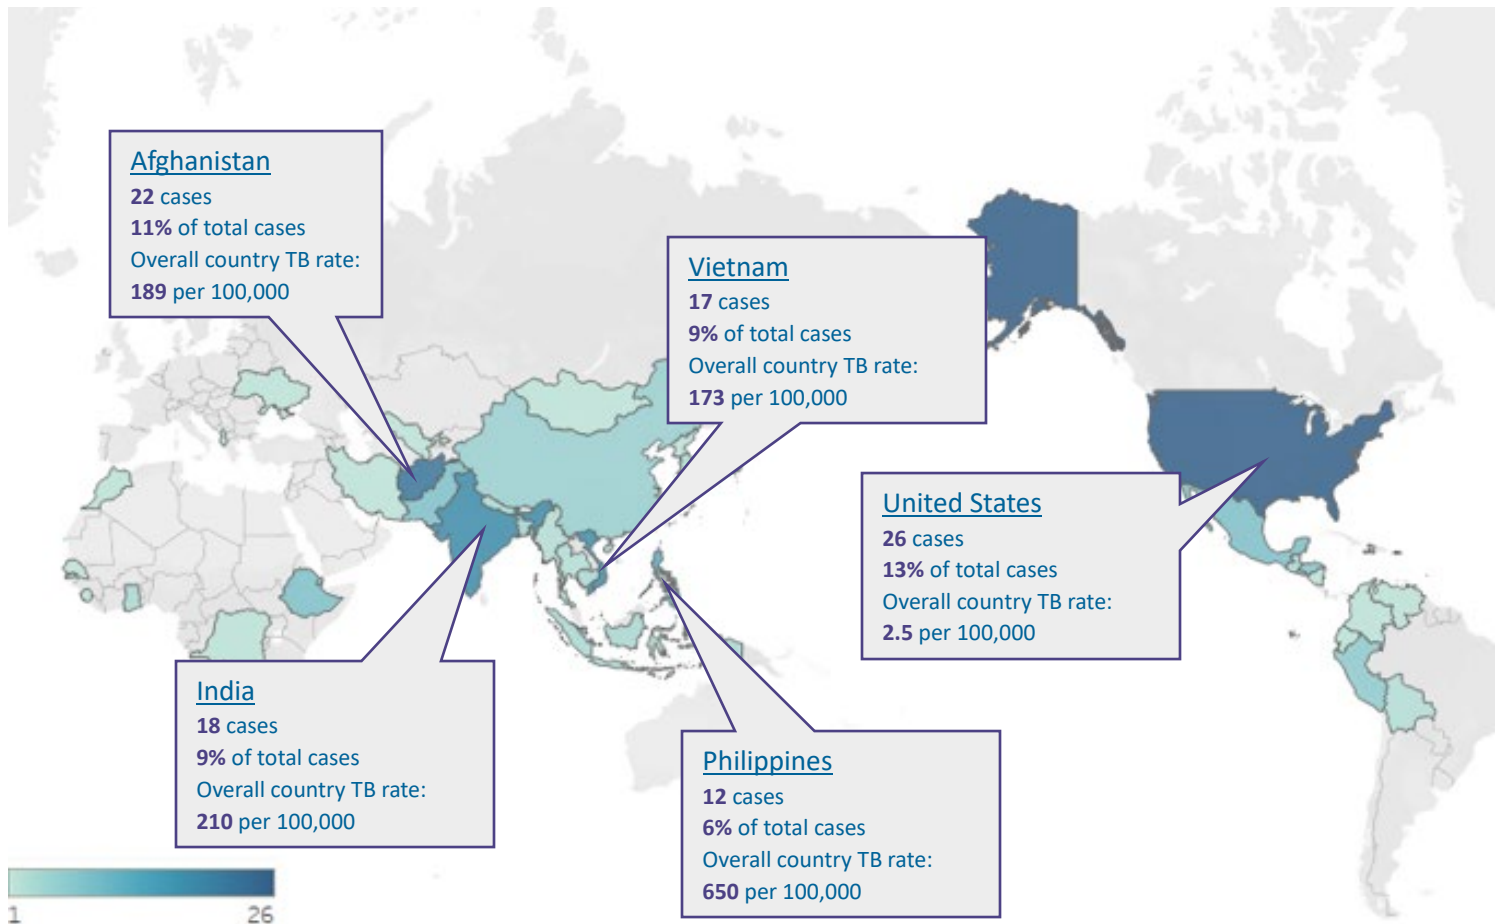 Afghanistan
22 cases
11% of total cases
Overall country TB rate:
189 per 100,000
Vietnam
17 cases
9% of total cases
Overall country TB rate:
173 per 100,000
United States
26 cases
13% of total cases
Overall country TB rate:
2.5 per 100,000
India
18 cases
9% of total cases
Overall country TB rate:
210 per 100,000
Philippines
12 cases
6% of total cases
Overall country TB rate:
650 per 100,000
1
26